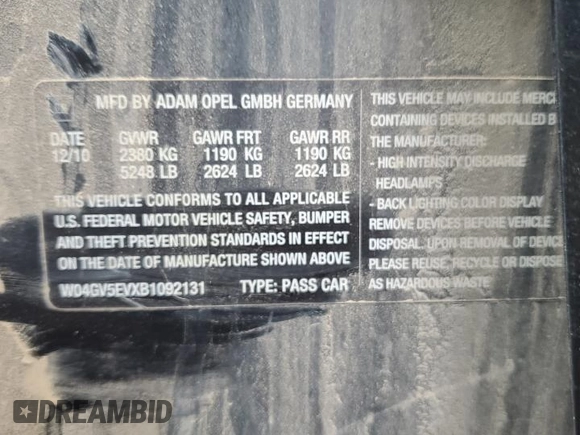 MFD BY ADAM OPEL GMBH GERMANY
DATE GVWR GAWR FRT GAWR RR
12/10 2380 KG 1190 KG 1190 KG
5248 LB 2624 LB 2624 LB
THIS VEHICLE CONFORMS TO ALL APPLICABLE
U.S. FEDERAL MOTOR VEHICLE SAFETY, BUMPER
AND THEFT PREVENTION STANDARDS IN EFFECT
ON THE DATE OF MANUFACTURE SHOWN ABOVE
W04GV5EVXB1092131 TYPE: PASS CAR
THIS VEHICLE MAY INCLUDE MERC
CONTAINING DEVICES INSTALLED B
THE MANUFACTURER:
- HIGH INTENSITY DISCHARGE
HEADLAMPS
- BACK LIGHTING COLOR DISPLAY
REMOVE DEVICES BEFORE VEHICLE
DISPOSAL. UPON REMOVAL OF DEVIC
PLEASE REUSE, RECYCLE OR DISPOSE
AS HAZARDOUS WASTE
DREAMBID